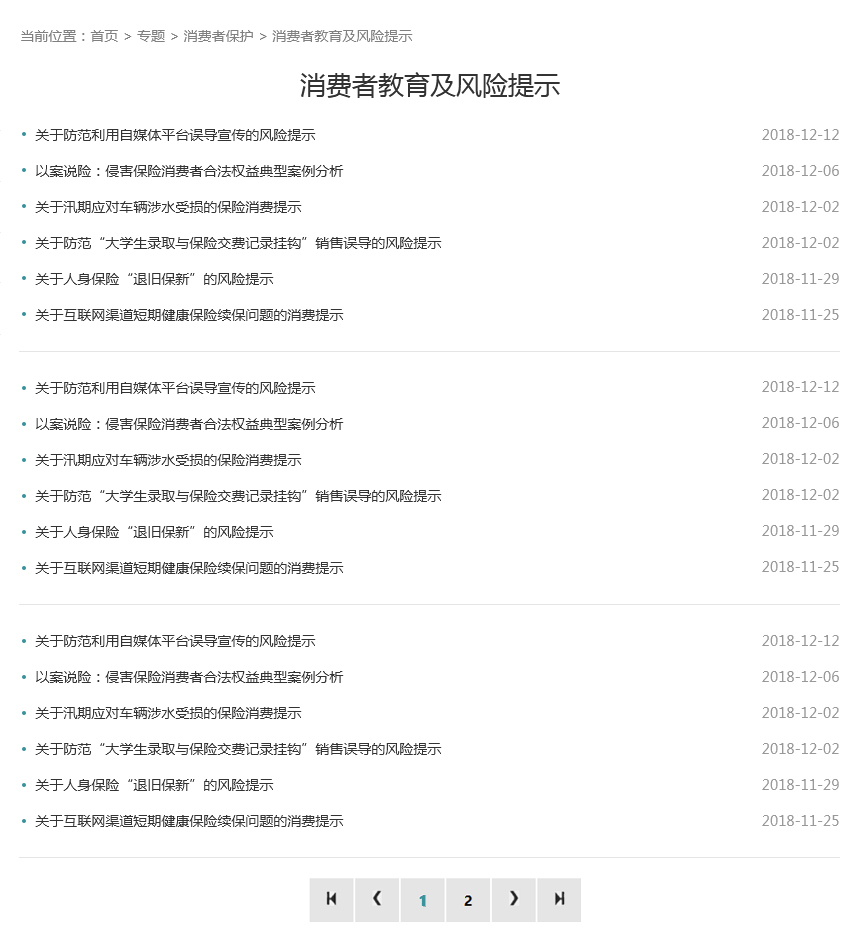 当前位置：首页 > 专题 > 消费者保护 > 消费者教育及风险提示
消费者教育及风险提示
• 关于防范利用自媒体平台误导宣传的风险提示 2018-12-12
• 以案说险：侵害保险消费者合法权益典型案例分析 2018-12-06
• 关于汛期应对车辆涉水受损的保险消费提示 2018-12-02
• 关于防范“大学生录取与保险交费记录挂钩”销售误导的风险提示 2018-12-02
• 关于人身保险“退旧保新”的风险提示 2018-11-29
• 关于互联网渠道短期健康保险续保问题的消费提示 2018-11-25
• 关于防范利用自媒体平台误导宣传的风险提示 2018-12-12
• 以案说险：侵害保险消费者合法权益典型案例分析 2018-12-06
• 关于汛期应对车辆涉水受损的保险消费提示 2018-12-02
• 关于防范“大学生录取与保险交费记录挂钩”销售误导的风险提示 2018-12-02
• 关于人身保险“退旧保新”的风险提示 2018-11-29
• 关于互联网渠道短期健康保险续保问题的消费提示 2018-11-25
• 关于防范利用自媒体平台误导宣传的风险提示 2018-12-12
• 以案说险：侵害保险消费者合法权益典型案例分析 2018-12-06
• 关于汛期应对车辆涉水受损的保险消费提示 2018-12-02
• 关于防范“大学生录取与保险交费记录挂钩”销售误导的风险提示 2018-12-02
• 关于人身保险“退旧保新”的风险提示 2018-11-29
• 关于互联网渠道短期健康保险续保问题的消费提示 2018-11-25
1 2